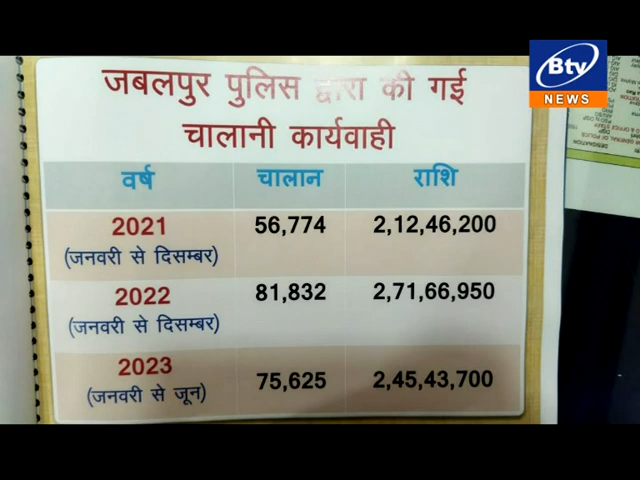 Btv
NEWS
जबलपुर पुलिस द्वारा की गई
चालानी कार्यवाही
वर्ष चालान राशि
2021 56,774 2,12,46,200
(जनवरी से दिसम्बर)
2022 81,832 2,71,66,950
(जनवरी से दिसम्बर)
2023 75,625 2,45,43,700
(जनवरी से जून)
DESIGNATION